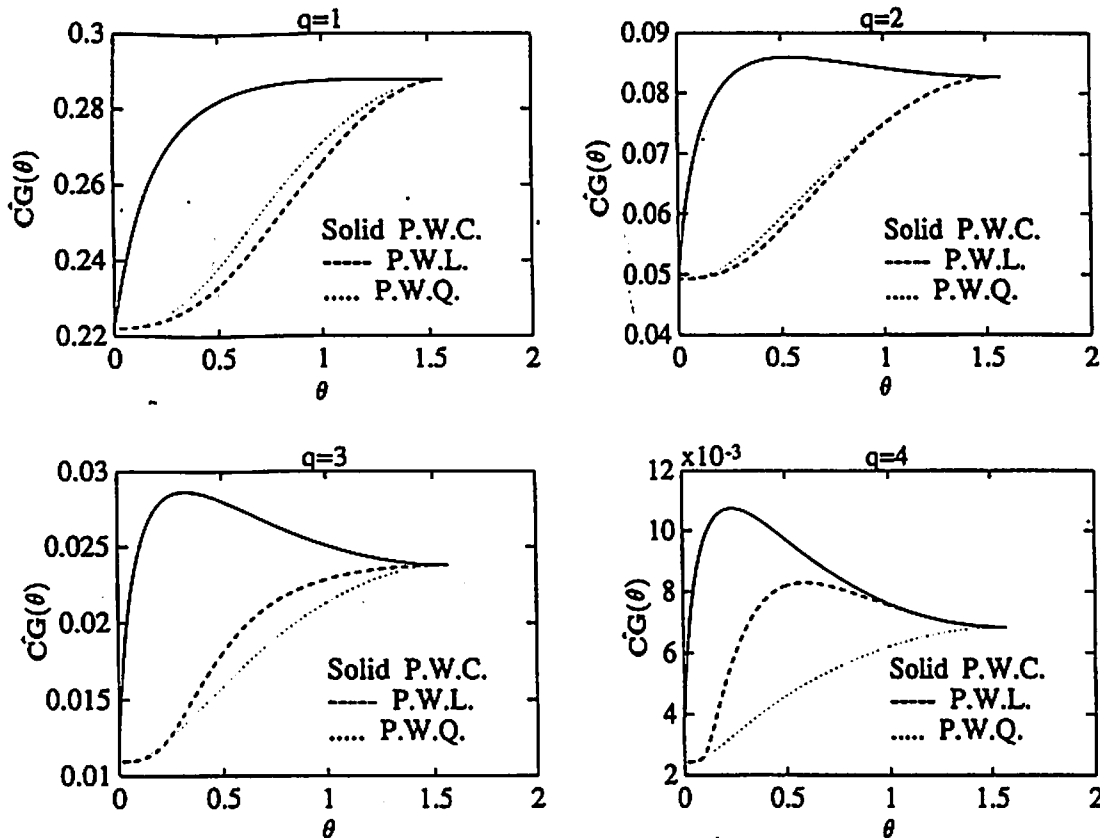 q=1
0.3
0.28
0.26
0.24
0.22
ĈG(θ)
Solid P.W.C.
P.W.L.
P.W.Q.
0 0.5 1 1.5 2
θ
q=2
0.09
0.08
0.07
0.06
0.05
0.04
ĈG(θ)
Solid P.W.C.
P.W.L.
P.W.Q.
0 0.5 1 1.5 2
θ
q=3
0.03
0.025
0.02
0.015
0.01
ĈG(θ)
Solid P.W.C.
P.W.L.
P.W.Q.
0 0.5 1 1.5 2
θ
q=4
x10-3
12
10
8
6
4
2
ĈG(θ)
Solid P.W.C.
P.W.L.
P.W.Q.
0 0.5 1 1.5 2
θ